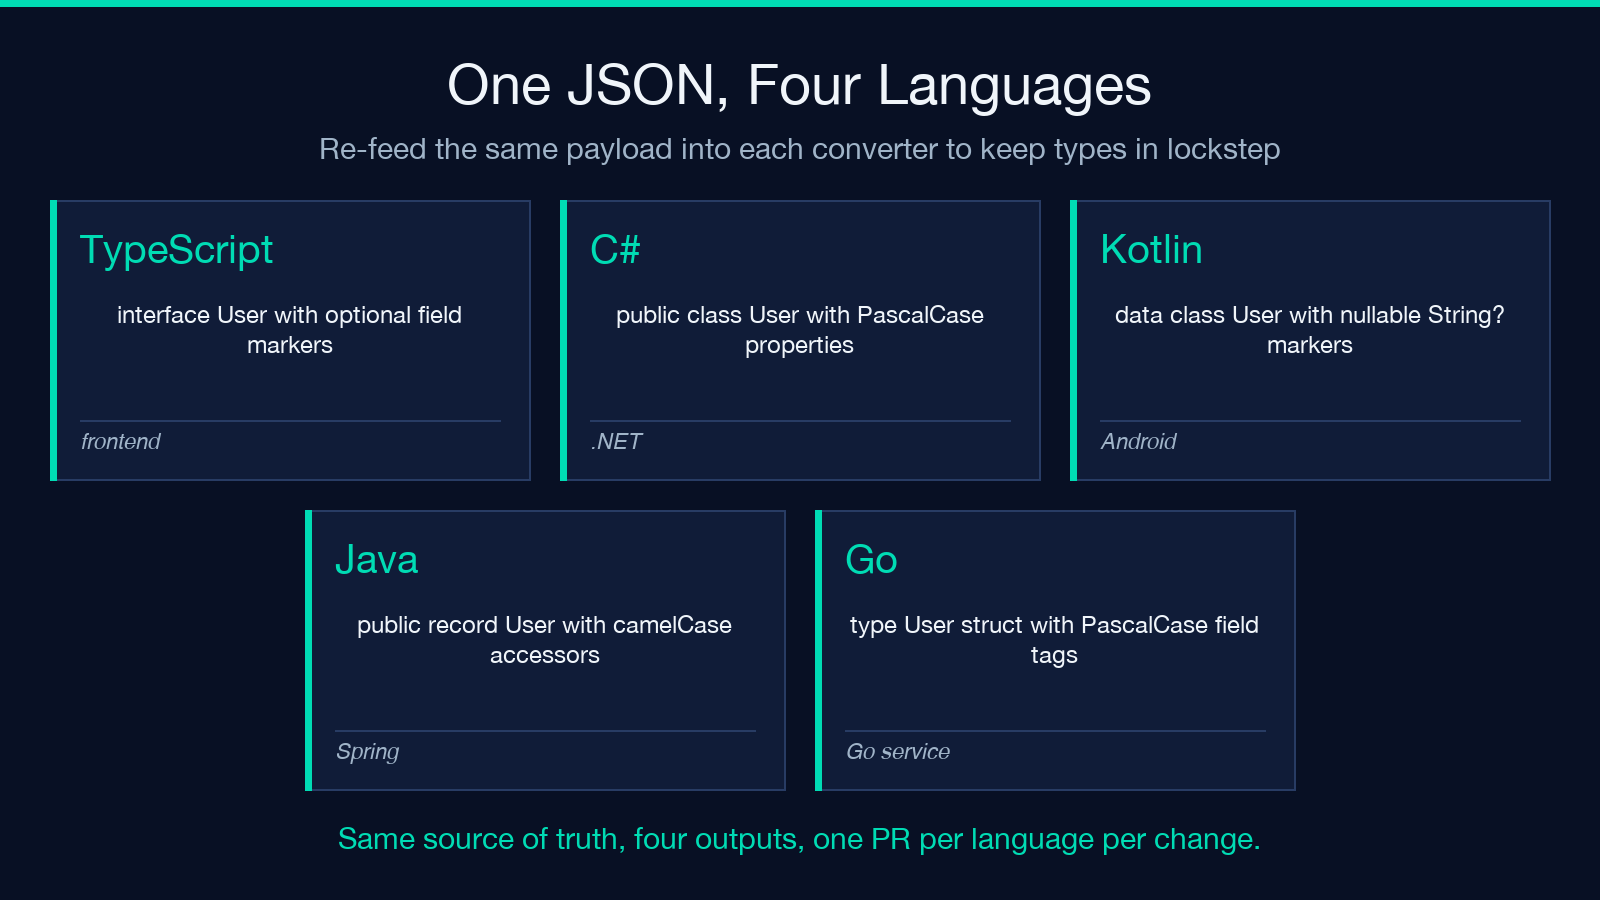 One JSON, Four Languages
Re-feed the same payload into each converter to keep types in lockstep
TypeScript
interface User with optional field
markers
frontend
C#
public class User with PascalCase
properties
.NET
Kotlin
data class User with nullable String?
markers
Android
Java
public record User with camelCase
accessors
Spring
Go
type User struct with PascalCase field
tags
Go service
Same source of truth, four outputs, one PR per language per change.